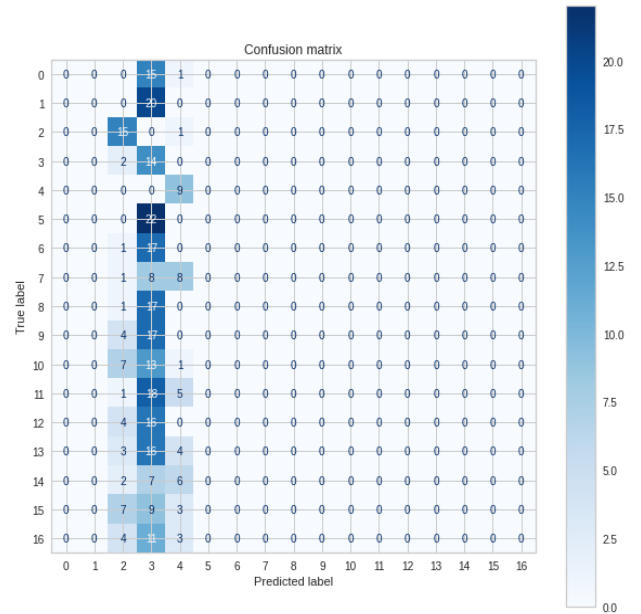 Confusion matrix
True label
0 0 0 0 15 1 0 0 0 0 0 0 0 0 0 0 0 0
1 0 0 0 20 0 0 0 0 0 0 0 0 0 0 0 0 0
2 0 0 15 0 1 0 0 0 0 0 0 0 0 0 0 0 0
3 0 0 2 14 0 0 0 0 0 0 0 0 0 0 0 0 0
4 0 0 0 0 9 0 0 0 0 0 0 0 0 0 0 0 0
5 0 0 0 22 0 0 0 0 0 0 0 0 0 0 0 0 0
6 0 0 1 17 0 0 0 0 0 0 0 0 0 0 0 0 0
7 0 0 1 8 8 0 0 0 0 0 0 0 0 0 0 0 0
8 0 0 1 17 0 0 0 0 0 0 0 0 0 0 0 0 0
9 0 0 4 17 0 0 0 0 0 0 0 0 0 0 0 0 0
10 0 0 7 13 1 0 0 0 0 0 0 0 0 0 0 0 0
11 0 0 1 18 5 0 0 0 0 0 0 0 0 0 0 0 0
12 0 0 4 16 0 0 0 0 0 0 0 0 0 0 0 0 0
13 0 0 3 16 4 0 0 0 0 0 0 0 0 0 0 0 0
14 0 0 2 7 6 0 0 0 0 0 0 0 0 0 0 0 0
15 0 0 7 9 3 0 0 0 0 0 0 0 0 0 0 0 0
16 0 0 4 11 3 0 0 0 0 0 0 0 0 0 0 0 0
0 1 2 3 4 5 6 7 8 9 10 11 12 13 14 15 16
Predicted label
20.0
17.5
15.0
12.5
10.0
7.5
5.0
2.5
0.0